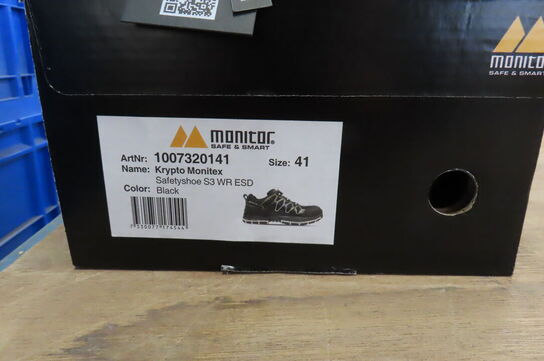 monitor
SAFE & SMART
monitor
SAFE & SMART
ArtNr: 1007320141
Name: Krypto Monitex
Size: 41
Safetyshoe S3 WR ESD
Color: Black
7330077174544